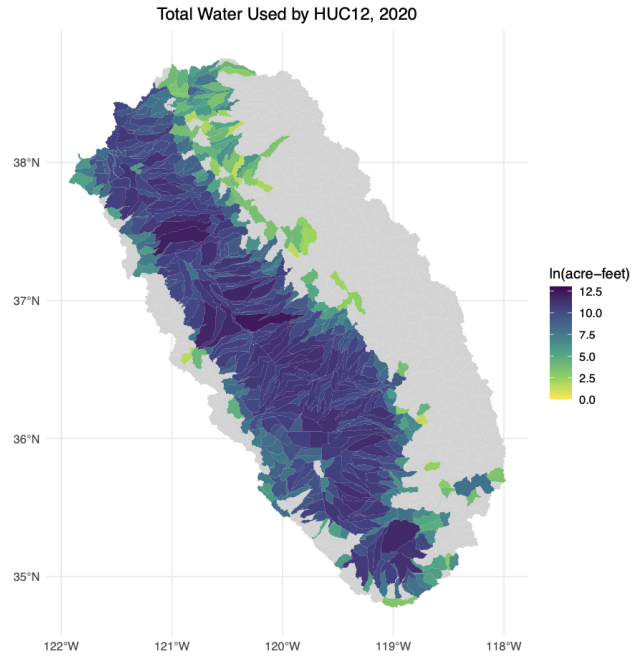 Total Water Used by HUC12, 2020
38°N
37°N
36°N
35°N
122°W
121°W
120°W
119°W
118°W
ln(acre−feet)
12.5
10.0
7.5
5.0
2.5
0.0